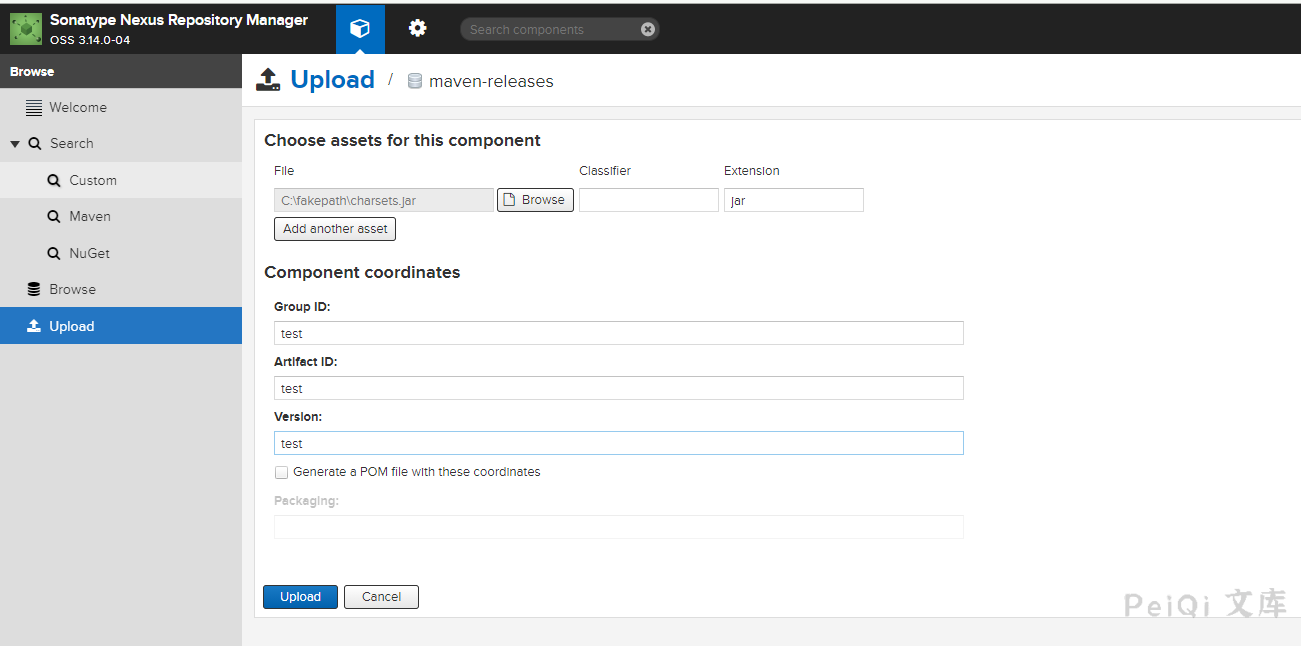 Sonatype Nexus Repository Manager
OSS 3.14.0-04
Search components
Browse
Upload / maven-releases
Welcome
Search
Custom
Maven
NuGet
Browse
Upload
Choose assets for this component
File Classifier Extension
C:\fakepath\charsets.jar Browse jar
Add another asset
Component coordinates
Group ID:
test
Artifact ID:
test
Version:
test
Generate a POM file with these coordinates
Packaging:
Upload Cancel
PeiQi 文库